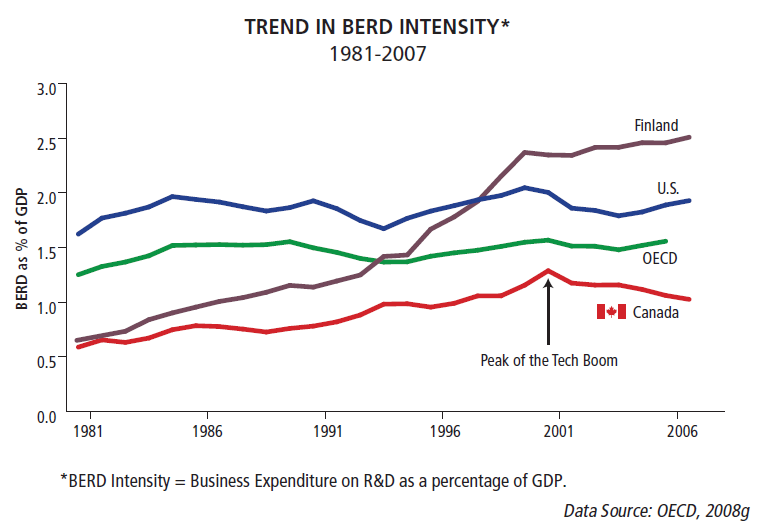 TREND IN BERD INTENSITY*
1981-2007
3.0
2.5
2.0
1.5
1.0
0.5
0.0
BERD as % of GDP
Finland
U.S.
OECD
Canada
Peak of the Tech Boom
1981 1986 1991 1996 2001 2006
*BERD Intensity = Business Expenditure on R&D as a percentage of GDP.
Data Source: OECD, 2008g